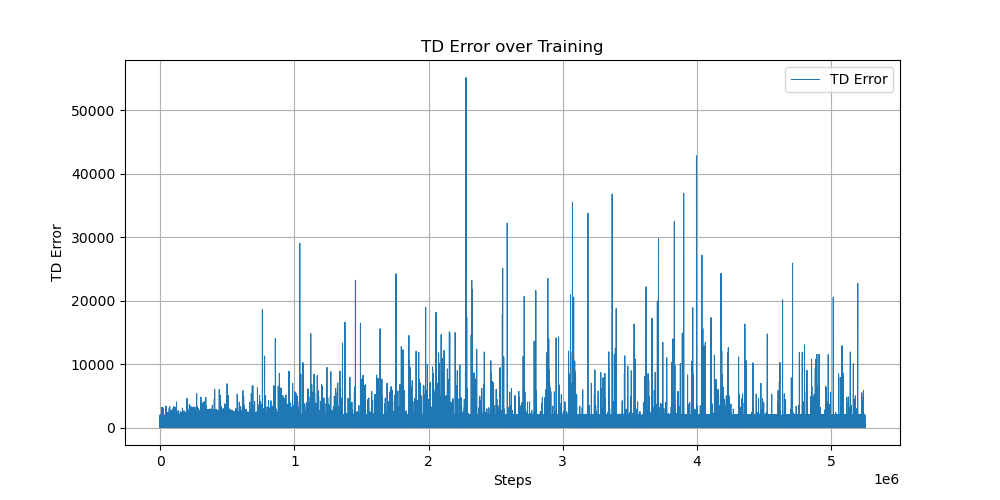 TD Error over Training
TD Error
50000
40000
30000
20000
10000
0
TD Error
0 1 2 3 4 5
1e6
Steps